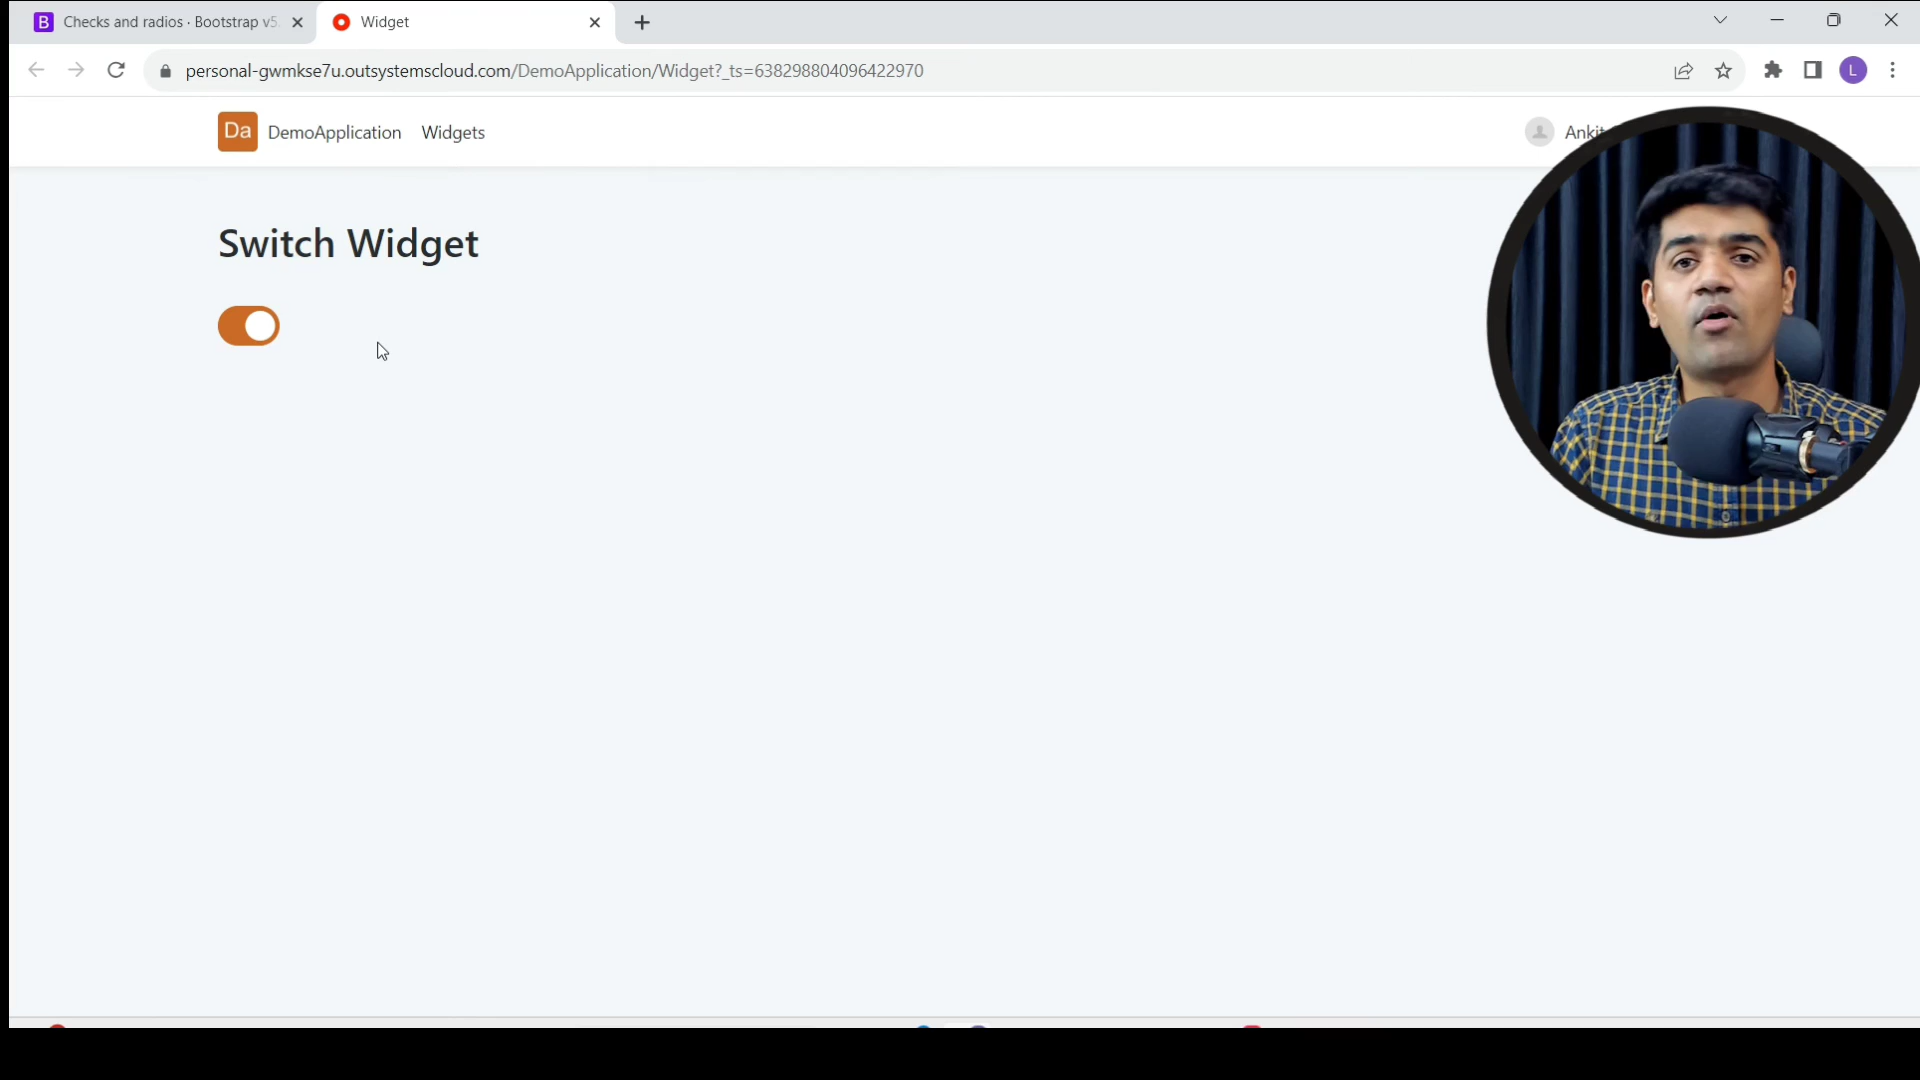 B Checks and radios · Bootstrap v5.
Widget
personal-gwmkse7u.outsystemscloud.com/DemoApplication/Widget?_ts=638298804096422970
L
Da DemoApplication Widgets
Ankit
Switch Widget